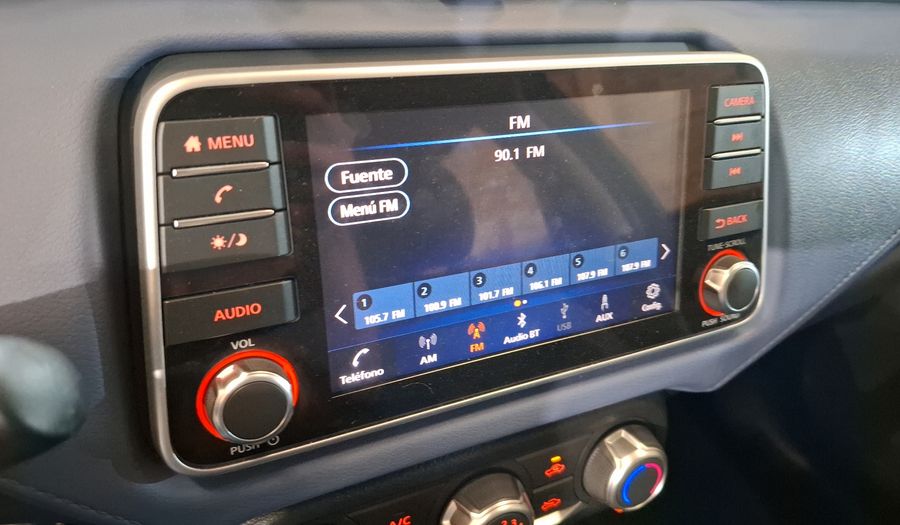 MENU
AUDIO
VOL
PUSH
FM
90.1 FM
Fuente
Menú FM
1 2 3 4 5 6
105.7 FM 100.9 FM 101.7 FM 106.1 FM 107.9 FM 107.9 FM
Teléfono AM FM Audio BT USB AUX Config.
CAMERA
BACK
TUNE-SCROLL
PUSH SOUND
A/C